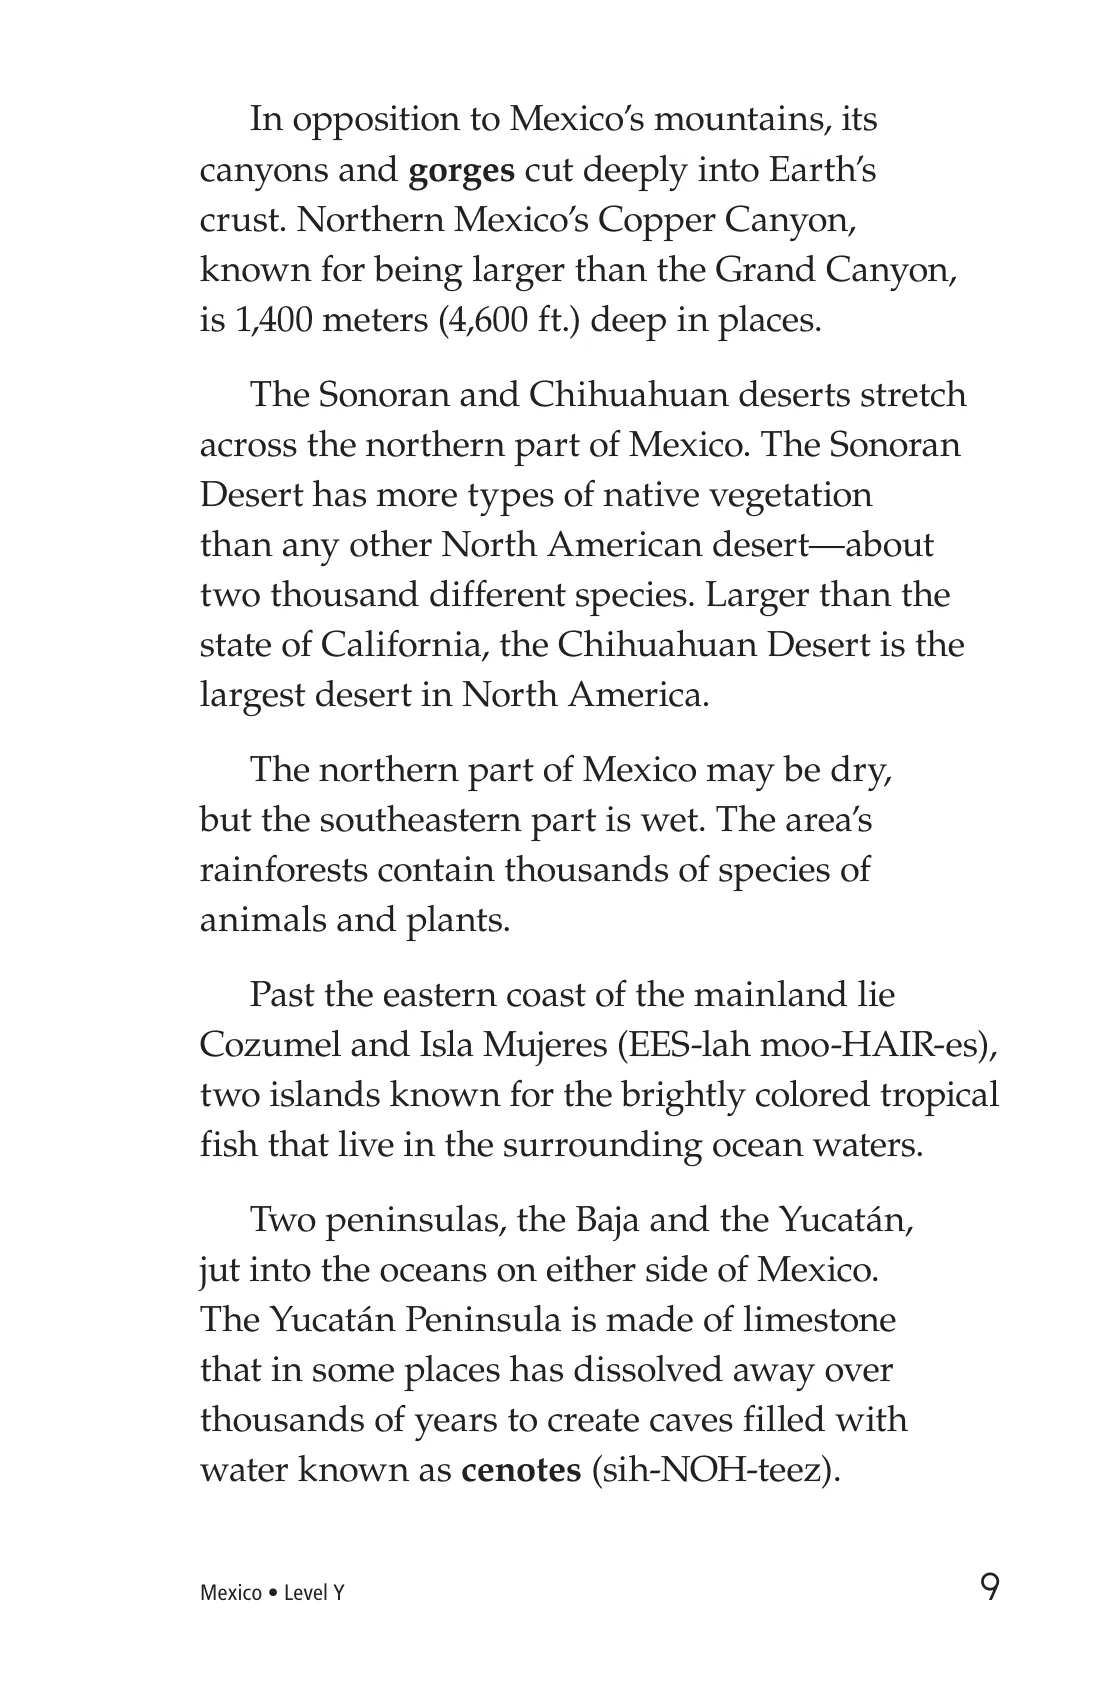 In opposition to Mexico’s mountains, its
canyons and gorges cut deeply into Earth’s
crust. Northern Mexico’s Copper Canyon,
known for being larger than the Grand Canyon,
is 1,400 meters (4,600 ft.) deep in places.
The Sonoran and Chihuahuan deserts stretch
across the northern part of Mexico. The Sonoran
Desert has more types of native vegetation
than any other North American desert—about
two thousand different species. Larger than the
state of California, the Chihuahuan Desert is the
largest desert in North America.
The northern part of Mexico may be dry,
but the southeastern part is wet. The area’s
rainforests contain thousands of species of
animals and plants.
Past the eastern coast of the mainland lie
Cozumel and Isla Mujeres (EES-lah moo-HAIR-es),
two islands known for the brightly colored tropical
fish that live in the surrounding ocean waters.
Two peninsulas, the Baja and the Yucatán,
jut into the oceans on either side of Mexico.
The Yucatán Peninsula is made of limestone
that in some places has dissolved away over
thousands of years to create caves filled with
water known as cenotes (sih-NOH-teez).
Mexico • Level Y 9